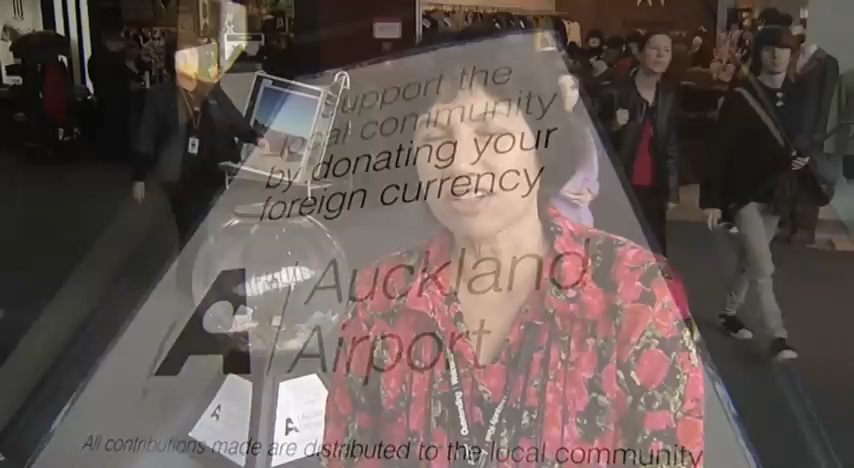 Support the
local community
by donating your
foreign currency
Auckland
Airport
All contributions made are distributed to the local community